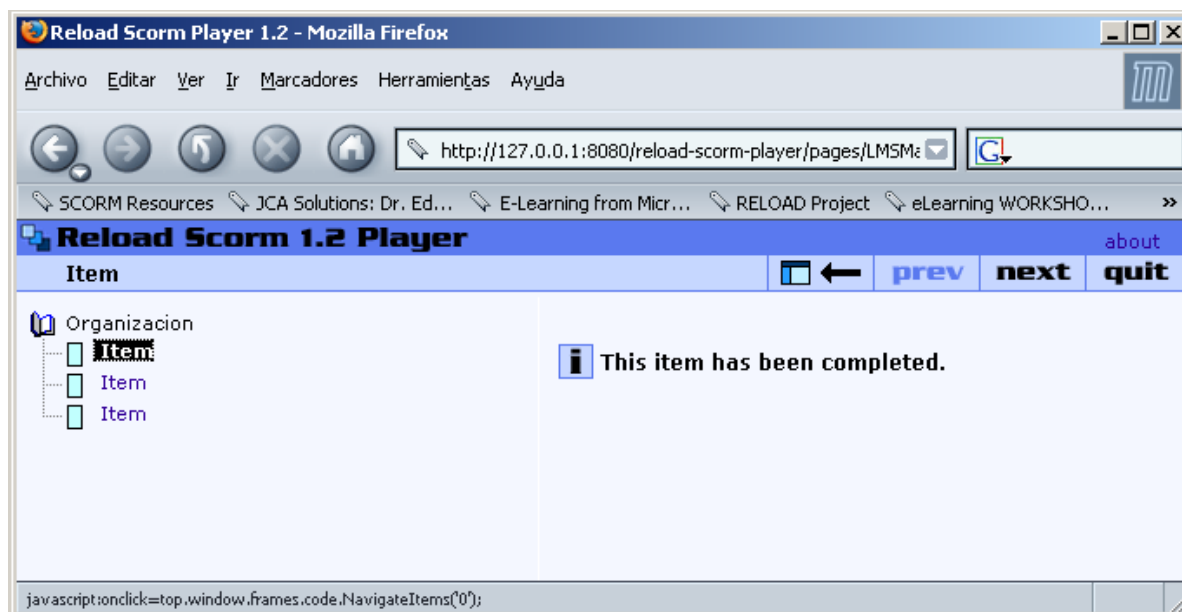 Reload Scorm Player 1.2 - Mozilla Firefox
Archivo Editar Ver Ir Marcadores Herramientas Ayuda
http://127.0.0.1:8080/reload-scorm-player/pages/LMSMa
SCORM Resources JCA Solutions: Dr. Ed... E-Learning from Micr... RELOAD Project eLearning WORKSHO... »
Reload Scorm 1.2 Player about
Item prev next quit
Organizacion
Item
This item has been completed.
Item
Item
javascript:onclick=top.window.frames.code.NavigateItems('0');